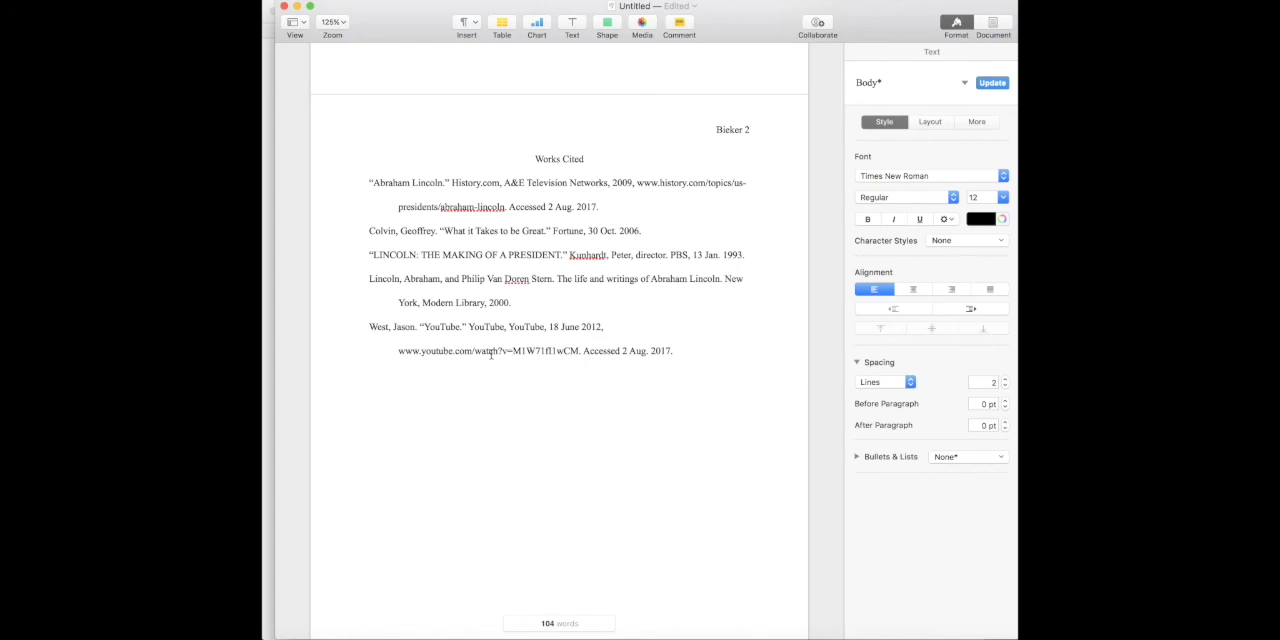 Untitled — Edited
125%
View
Zoom
Insert
Table
Chart
Text
Shape
Media
Comment
Collaborate
Format
Document
Text
Body*
Update
Style
Layout
More
Bieker 2
Works Cited
“Abraham Lincoln.” History.com, A&E Television Networks, 2009, www.history.com/topics/us-
presidents/abraham-lincoln. Accessed 2 Aug. 2017.
Colvin, Geoffrey. “What it Takes to be Great.” Fortune, 30 Oct. 2006.
“LINCOLN: THE MAKING OF A PRESIDENT.” Kunhardt, Peter, director. PBS, 13 Jan. 1993.
Lincoln, Abraham, and Philip Van Doren Stern. The life and writings of Abraham Lincoln. New
York, Modern Library, 2000.
West, Jason. “YouTube.” YouTube, YouTube, 18 June 2012,
www.youtube.com/watch?v=M1W71fI1wCM. Accessed 2 Aug. 2017.
Font
Times New Roman
Regular
12
B I U
Character Styles
None
Alignment
Spacing
Lines
2
Before Paragraph
0 pt
After Paragraph
0 pt
Bullets & Lists
None*
104 words